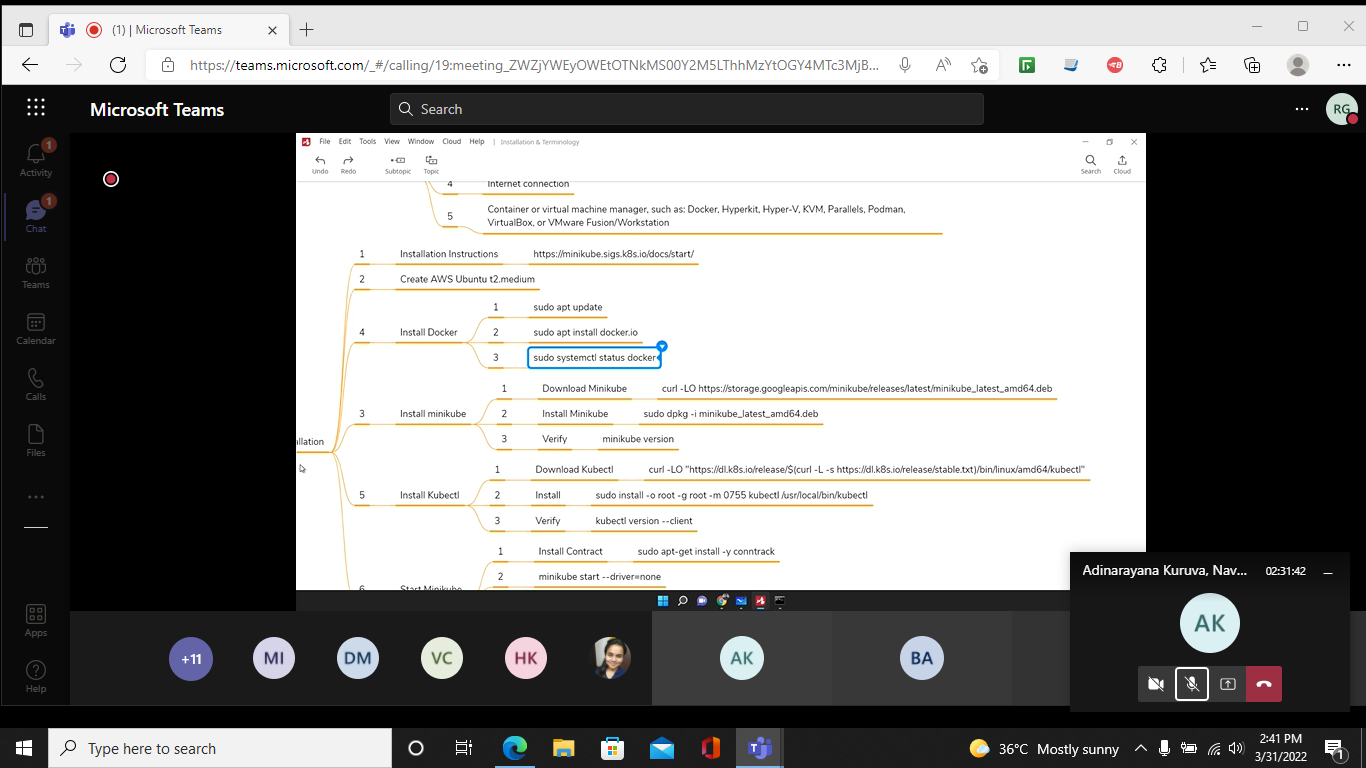 (1) | Microsoft Teams
https://teams.microsoft.com/_#/calling/19:meeting_ZWZjYWEyOWEtOTNkMS00Y2M5LThhMzYtOGY4MTc3MjB...
Microsoft Teams
Search
RG
1
Activity
1
Chat
Teams
Calendar
Calls
Files
Apps
Help
File Edit Tools View Window Cloud Help | Installation & Terminology
Undo Redo Subtopic Topic Search Cloud
4 Internet connection
5 Container or virtual machine manager, such as: Docker, Hyperkit, Hyper-V, KVM, Parallels, Podman,
VirtualBox, or VMware Fusion/Workstation
1 Installation Instructions https://minikube.sigs.k8s.io/docs/start/
2 Create AWS Ubuntu t2.medium
1 sudo apt update
4 Install Docker 2 sudo apt install docker.io
3 sudo systemctl status docker
1 Download Minikube curl -LO https://storage.googleapis.com/minikube/releases/latest/minikube_latest_amd64.deb
3 Install minikube 2 Install Minikube sudo dpkg -i minikube_latest_amd64.deb
3 Verify minikube version
allation
1 Download Kubectl curl -LO "https://dl.k8s.io/release/$(curl -L -s https://dl.k8s.io/release/stable.txt)/bin/linux/amd64/kubectl"
5 Install Kubectl 2 Install sudo install -o root -g root -m 0755 kubectl /usr/local/bin/kubectl
3 Verify kubectl version --client
1 Install Contract sudo apt-get install -y conntrack
2 minikube start --driver=none
6 Start Minikube
Adinarayana Kuruva, Nav... 02:31:42
AK
+11 MI DM VC HK AK BA
Type here to search
36°C Mostly sunny
2:41 PM
3/31/2022
1